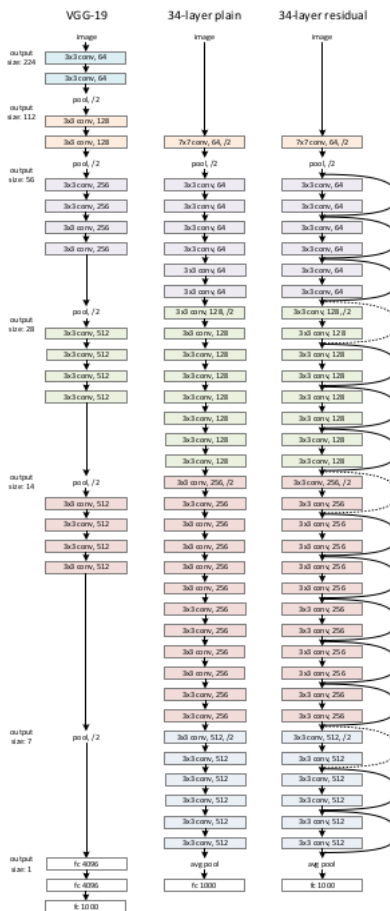 output
size: 224
output
size: 112
output
size: 56
output
size: 28
output
size: 14
output
size: 7
output
size: 1
VGG-19
image
3x3 conv, 64
3x3 conv, 64
pool, /2
3x3 conv, 128
3x3 conv, 128
pool, /2
3x3 conv, 256
3x3 conv, 256
3x3 conv, 256
3x3 conv, 256
pool, /2
3x3 conv, 512
3x3 conv, 512
3x3 conv, 512
3x3 conv, 512
pool, /2
3x3 conv, 512
3x3 conv, 512
3x3 conv, 512
3x3 conv, 512
pool, /2
fc 4096
fc 4096
fc 1000
34-layer plain
image
7x7 conv, 64, /2
pool, /2
3x3 conv, 64
3x3 conv, 64
3x3 conv, 64
3x3 conv, 64
3x3 conv, 64
3x3 conv, 64
3x3 conv, 128, /2
3x3 conv, 128
3x3 conv, 128
3x3 conv, 128
3x3 conv, 128
3x3 conv, 128
3x3 conv, 128
3x3 conv, 128
3x3 conv, 256, /2
3x3 conv, 256
3x3 conv, 256
3x3 conv, 256
3x3 conv, 256
3x3 conv, 256
3x3 conv, 256
3x3 conv, 256
3x3 conv, 256
3x3 conv, 256
3x3 conv, 256
3x3 conv, 256
3x3 conv, 512, /2
3x3 conv, 512
3x3 conv, 512
3x3 conv, 512
3x3 conv, 512
3x3 conv, 512
avg pool
fc 1000
34-layer residual
image
7x7 conv, 64, /2
pool, /2
3x3 conv, 64
3x3 conv, 64
3x3 conv, 64
3x3 conv, 64
3x3 conv, 64
3x3 conv, 64
3x3 conv, 128, /2
3x3 conv, 128
3x3 conv, 128
3x3 conv, 128
3x3 conv, 128
3x3 conv, 128
3x3 conv, 128
3x3 conv, 128
3x3 conv, 256, /2
3x3 conv, 256
3x3 conv, 256
3x3 conv, 256
3x3 conv, 256
3x3 conv, 256
3x3 conv, 256
3x3 conv, 256
3x3 conv, 256
3x3 conv, 256
3x3 conv, 256
3x3 conv, 256
3x3 conv, 512, /2
3x3 conv, 512
3x3 conv, 512
3x3 conv, 512
3x3 conv, 512
3x3 conv, 512
avg pool
fc 1000